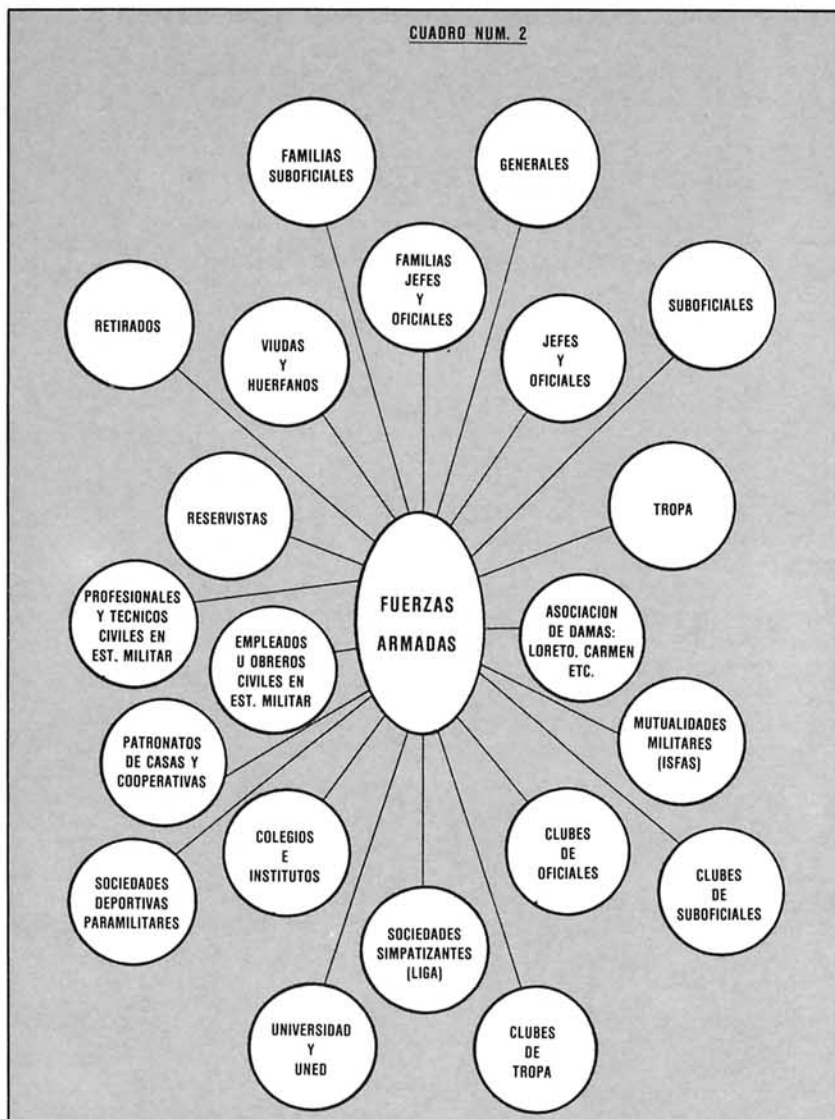 CUADRO NUM. 2
FAMILIAS
SUBOFICIALES
GENERALES
FAMILIAS
JEFES
Y
OFICIALES
RETIRADOS
SUBOFICIALES
VIUDAS
Y
HUERFANOS
JEFES
Y
OFICIALES
RESERVISTAS
TROPA
PROFESIONALES
Y TECNICOS
CIVILES EN
EST. MILITAR
FUERZAS
ARMADAS
EMPLEADOS
U OBREROS
CIVILES EN
EST. MILITAR
ASOCIACION
DE DAMAS:
LORETO, CARMEN
ETC.
PATRONATOS
DE CASAS Y
COOPERATIVAS
MUTUALIDADES
MILITARES
(ISFAS)
COLEGIOS
E
INSTITUTOS
CLUBES
DE
OFICIALES
SOCIEDADES
DEPORTIVAS
PARAMILITARES
CLUBES
DE
SUBOFICIALES
SOCIEDADES
SIMPATIZANTES
(LIGA)
UNIVERSIDAD
Y
UNED
CLUBES
DE
TROPA